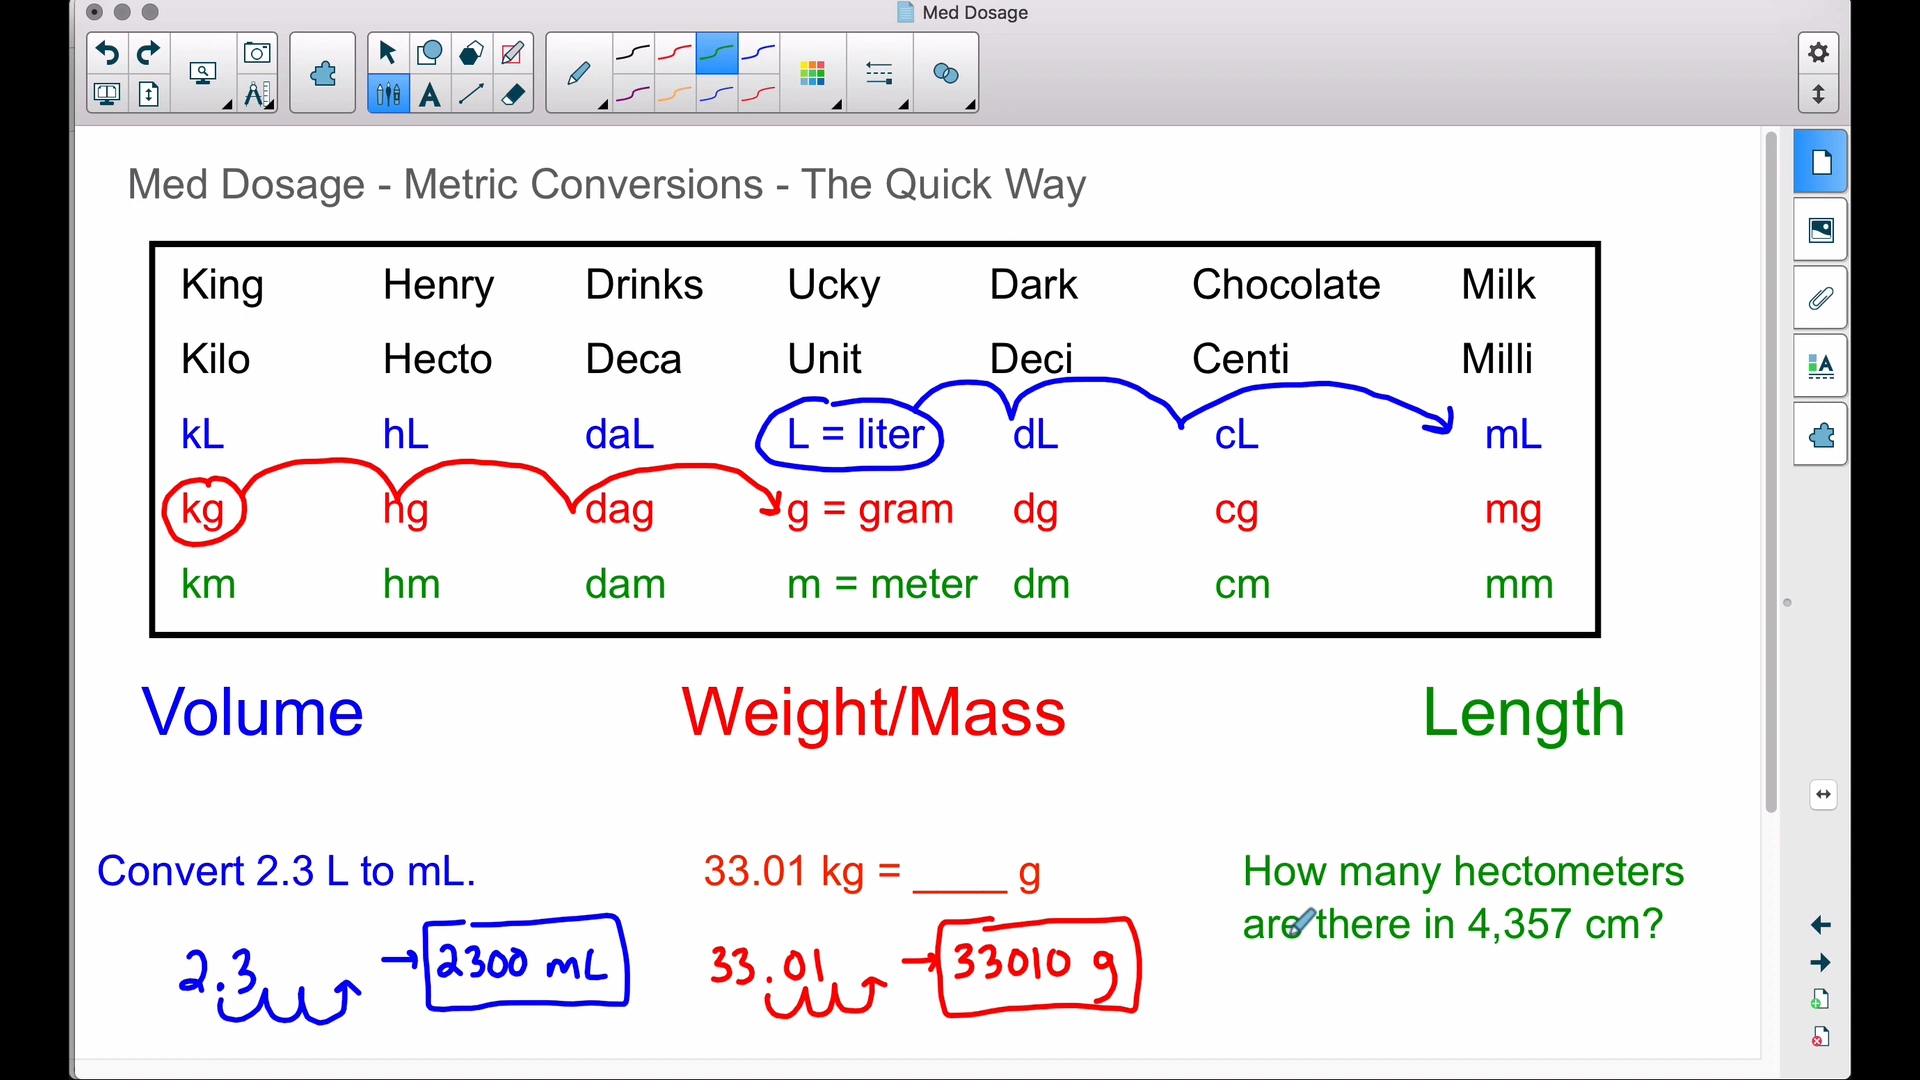 Med Dosage
Med Dosage - Metric Conversions - The Quick Way
King Henry Drinks Ucky Dark Chocolate Milk
Kilo Hecto Deca Unit Deci Centi Milli
kL hL daL L = liter dL cL mL
kg hg dag g = gram dg cg mg
km hm dam m = meter dm cm mm
Volume Weight/Mass Length
Convert 2.3 L to mL.
2.3 → 2300 mL
33.01 kg = ____ g
33.01 → 33010 g
How many hectometers
are there in 4,357 cm?